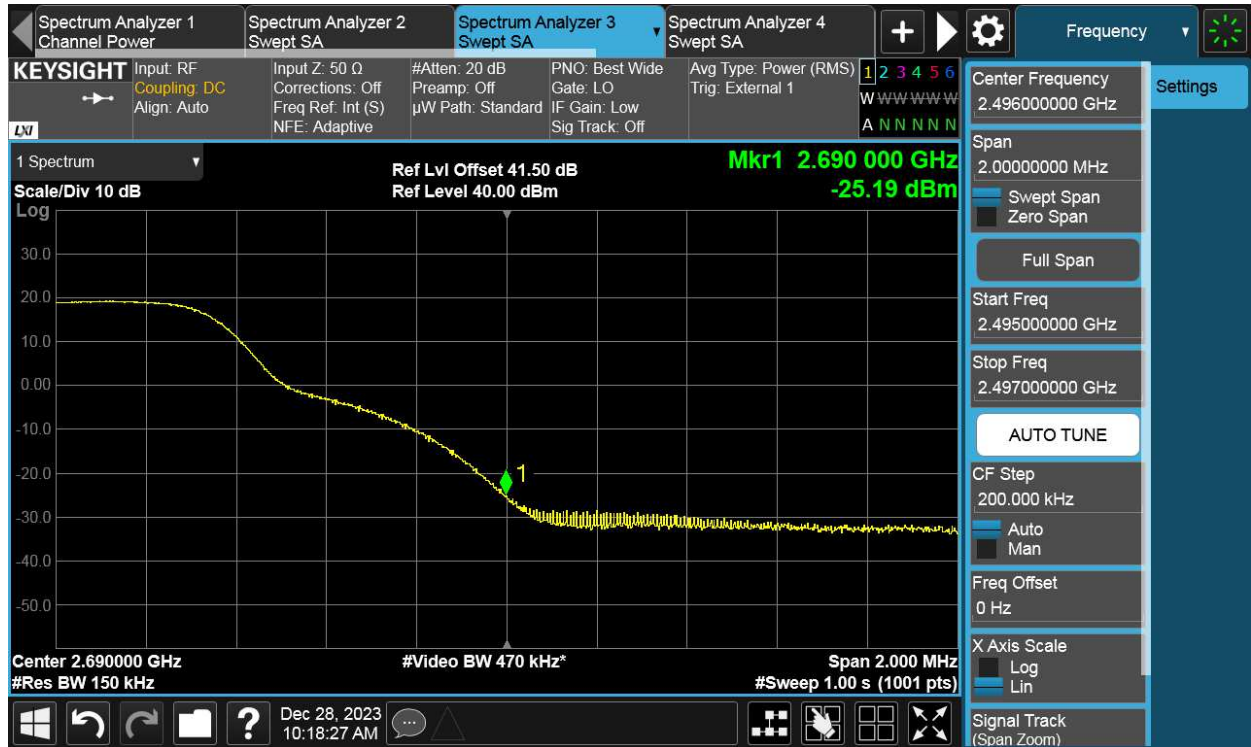 Spectrum Analyzer 1
Channel Power
Spectrum Analyzer 2
Swept SA
Spectrum Analyzer 3
Swept SA
Spectrum Analyzer 4
Swept SA
+
Frequency
KEYSIGHT
LXI
Input: RF
Coupling: DC
Align: Auto
Input Z: 50 Ω
Corrections: Off
Freq Ref: Int (S)
NFE: Adaptive
#Atten: 20 dB
Preamp: Off
µW Path: Standard
PNO: Best Wide
Gate: LO
IF Gain: Low
Sig Track: Off
Avg Type: Power (RMS)
Trig: External 1
1 2 3 4 5 6
W W W W W W
A N N N N N
1 Spectrum
Scale/Div 10 dB
Log
Ref Lvl Offset 41.50 dB
Ref Level 40.00 dBm
Mkr1 2.690 000 GHz
-25.19 dBm
30.0
20.0
10.0
0.00
-10.0
-20.0
-30.0
-40.0
-50.0
1
Center 2.690000 GHz
#Res BW 150 kHz
#Video BW 470 kHz*
Span 2.000 MHz
#Sweep 1.00 s (1001 pts)
Center Frequency
2.496000000 GHz
Settings
Span
2.00000000 MHz
Swept Span
Zero Span
Full Span
Start Freq
2.495000000 GHz
Stop Freq
2.497000000 GHz
AUTO TUNE
CF Step
200.000 kHz
Auto
Man
Freq Offset
0 Hz
X Axis Scale
Log
Lin
Signal Track
(Span Zoom)
?
Dec 28, 2023
10:18:27 AM